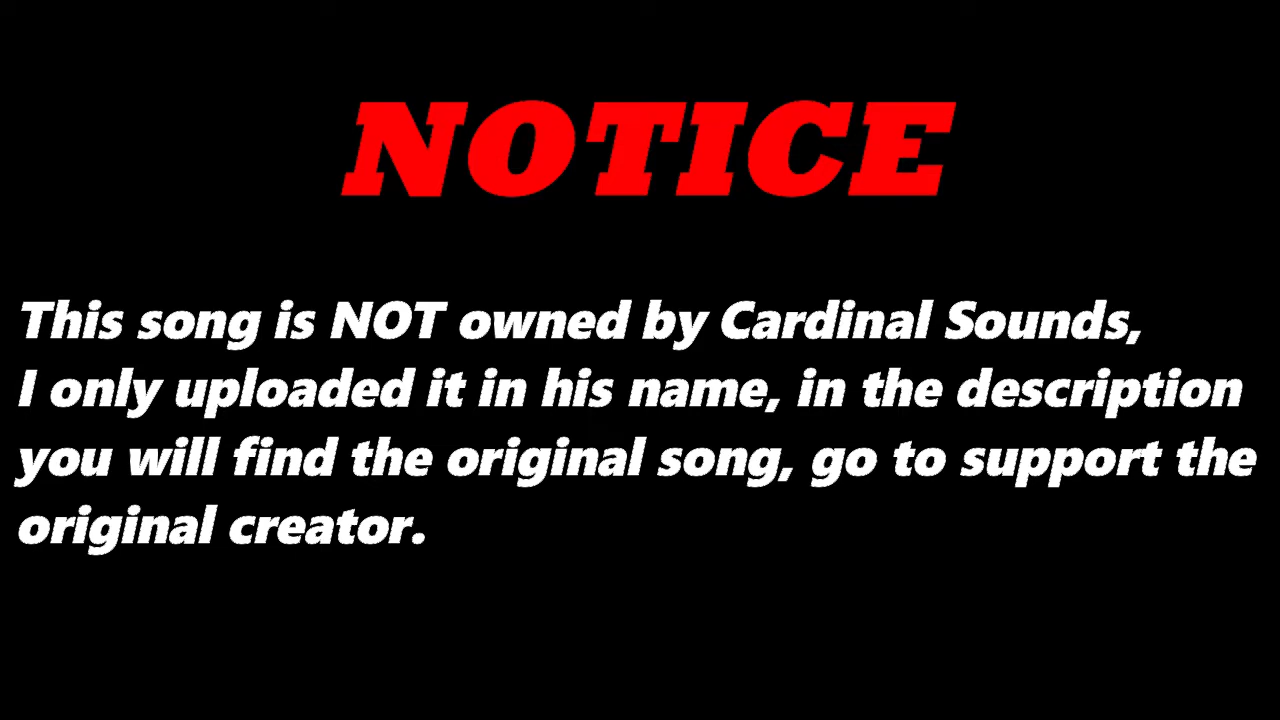 NOTICE
This song is NOT owned by Cardinal Sounds,
I only uploaded it in his name, in the description
you will find the original song, go to support the
original creator.